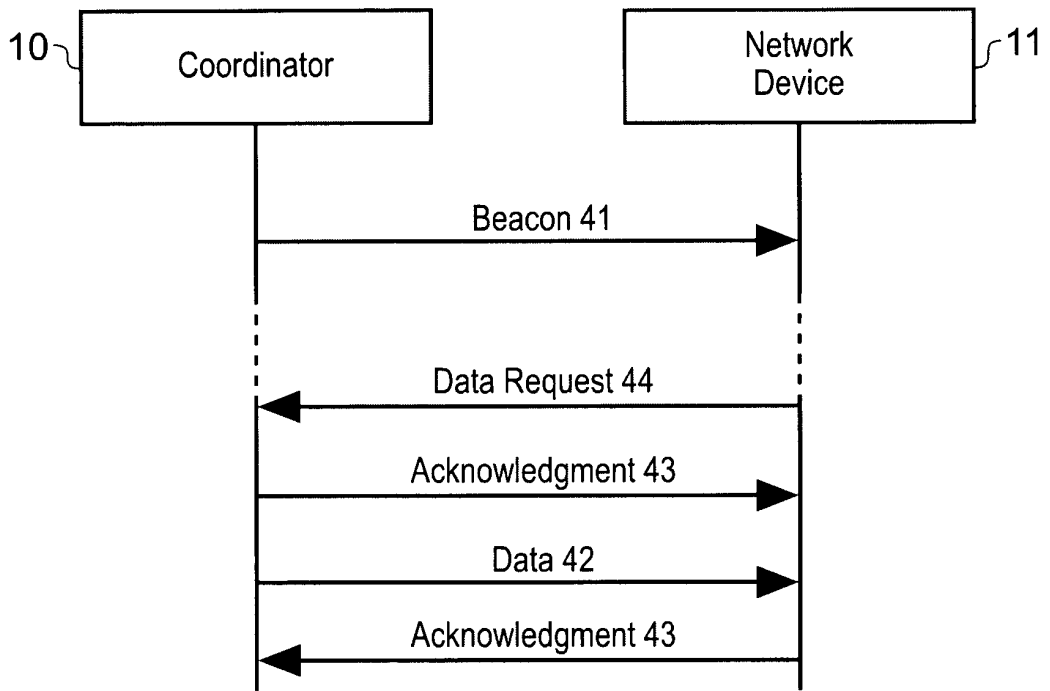 10
Coordinator
Network
Device
11
Beacon 41
Data Request 44
Acknowledgment 43
Data 42
Acknowledgment 43